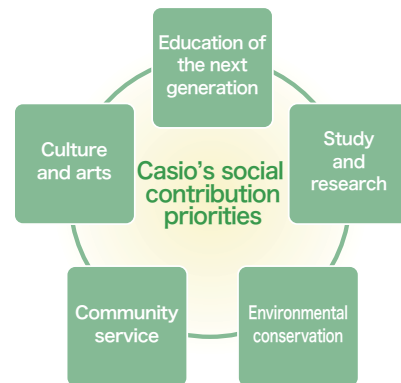 Education of
the next
generation
Culture
and arts
Casio's social
contribution
priorities
Study
and
research
Community
service
Environmental
conservation